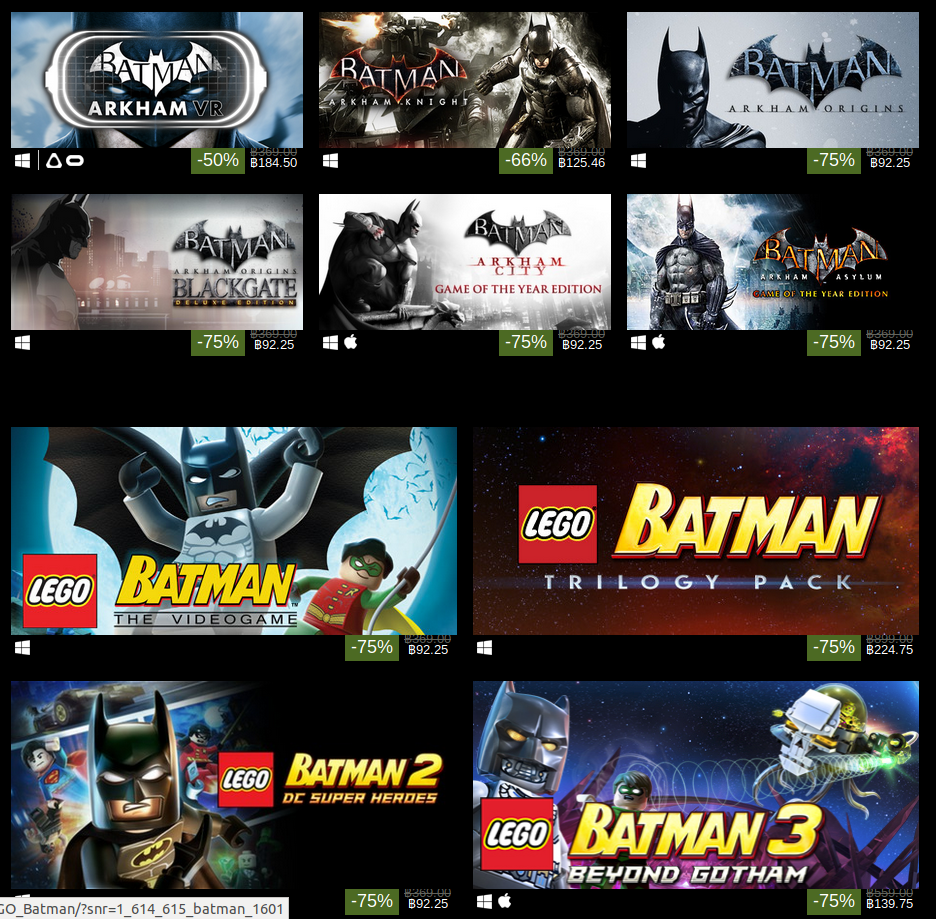 BATMAN
ARKHAM VR
-50%
฿369.00
฿184.50
BATMAN
ARKHAM KNIGHT
-66%
฿369.00
฿125.46
BATMAN
ARKHAM ORIGINS
-75%
฿369.00
฿92.25
BATMAN
ARKHAM ORIGINS
BLACKGATE
DELUXE EDITION
-75%
฿369.00
฿92.25
BATMAN
ARKHAM
CITY
GAME OF THE YEAR EDITION
-75%
฿369.00
฿92.25
BATMAN
ARKHAM ASYLUM
GAME OF THE YEAR EDITION
-75%
฿369.00
฿92.25
LEGO BATMAN
THE VIDEOGAME
-75%
฿369.00
฿92.25
LEGO BATMAN
TRILOGY PACK
-75%
฿899.00
฿224.75
LEGO BATMAN 2
DC SUPER HEROES
-75%
฿369.00
฿92.25
LEGO BATMAN 3
BEYOND GOTHAM
-75%
฿559.00
฿139.75
GO_Batman/?snr=1_614_615_batman_1601